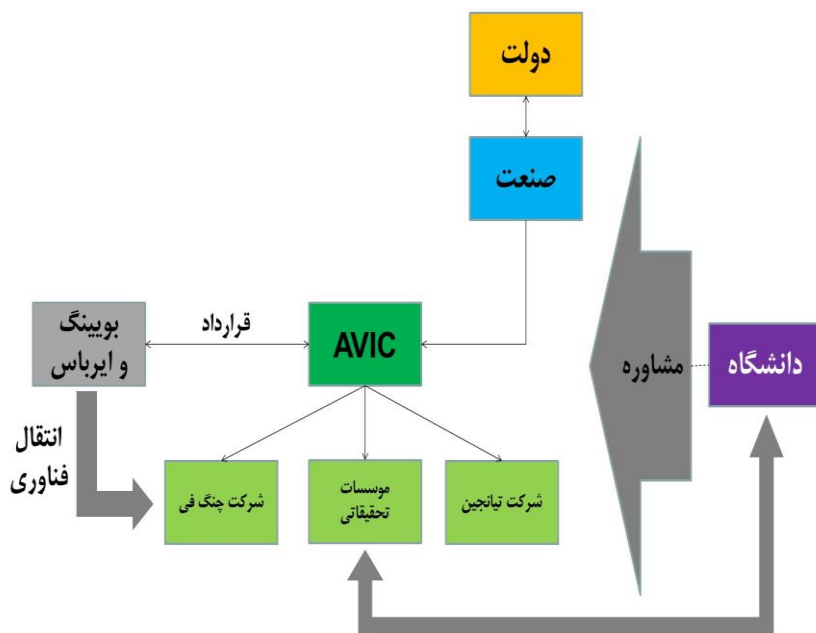 دولت
صنعت
بویینگ
و ایرباس
قرارداد
AVIC
مشاوره
دانشگاه
انتقال
فناوری
شرکت چنگ فی
موسسات
تحقیقاتی
شرکت تیانجین